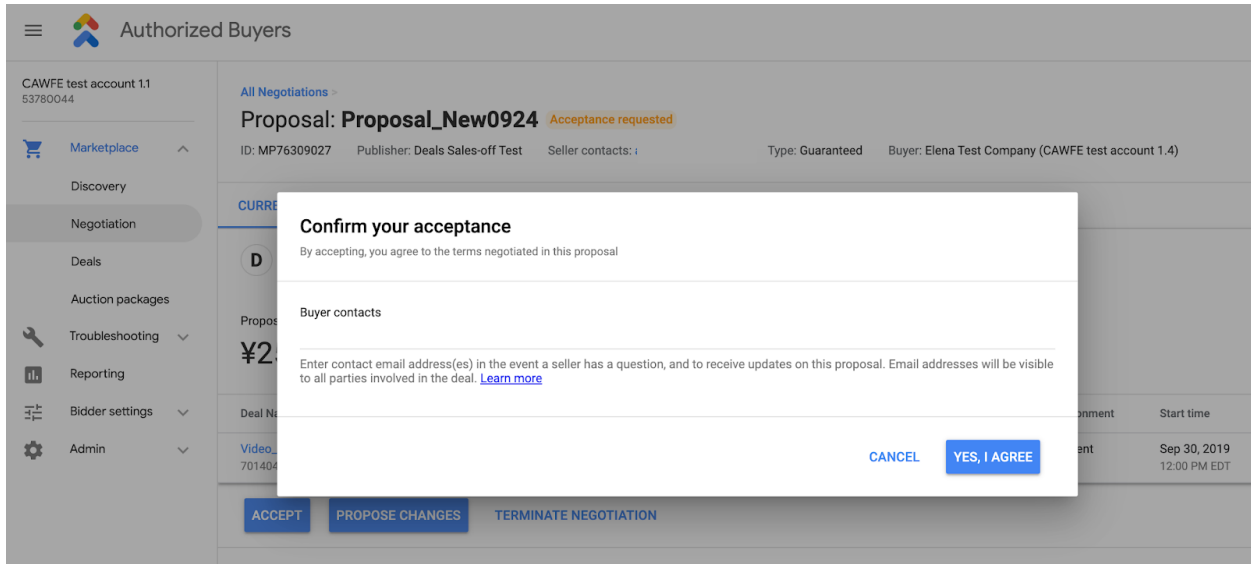 Authorized Buyers
CAWFE test account 1.1
53780044
Marketplace
Discovery
Negotiation
Deals
Auction packages
Troubleshooting
Reporting
Bidder settings
Admin
All Negotiations >
Proposal: Proposal_New0924 Acceptance requested
ID: MP76309027 Publisher: Deals Sales-off Test Seller contacts: Type: Guaranteed Buyer: Elena Test Company (CAWFE test account 1.4)
CURRE
D
Propos
¥2
Deal Na
onment Start time
Video_
ent Sep 30, 2019
701404
12:00 PM EDT
Confirm your acceptance
By accepting, you agree to the terms negotiated in this proposal
Buyer contacts
Enter contact email address(es) in the event a seller has a question, and to receive updates on this proposal. Email addresses will be visible
to all parties involved in the deal. Learn more
CANCEL YES, I AGREE
ACCEPT PROPOSE CHANGES TERMINATE NEGOTIATION